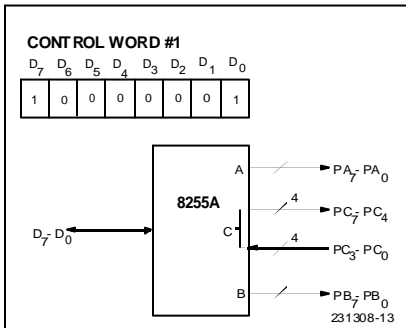 CONTROL WORD #1
D7 D6 D5 D4 D3 D2 D1 D0
1 0 0 0 0 0 0 1
A
PA7-PA0
4
PC7-PC4
8255A
C
D7-D0
4
PC3-PC0
B
PB7-PB0
231308-13